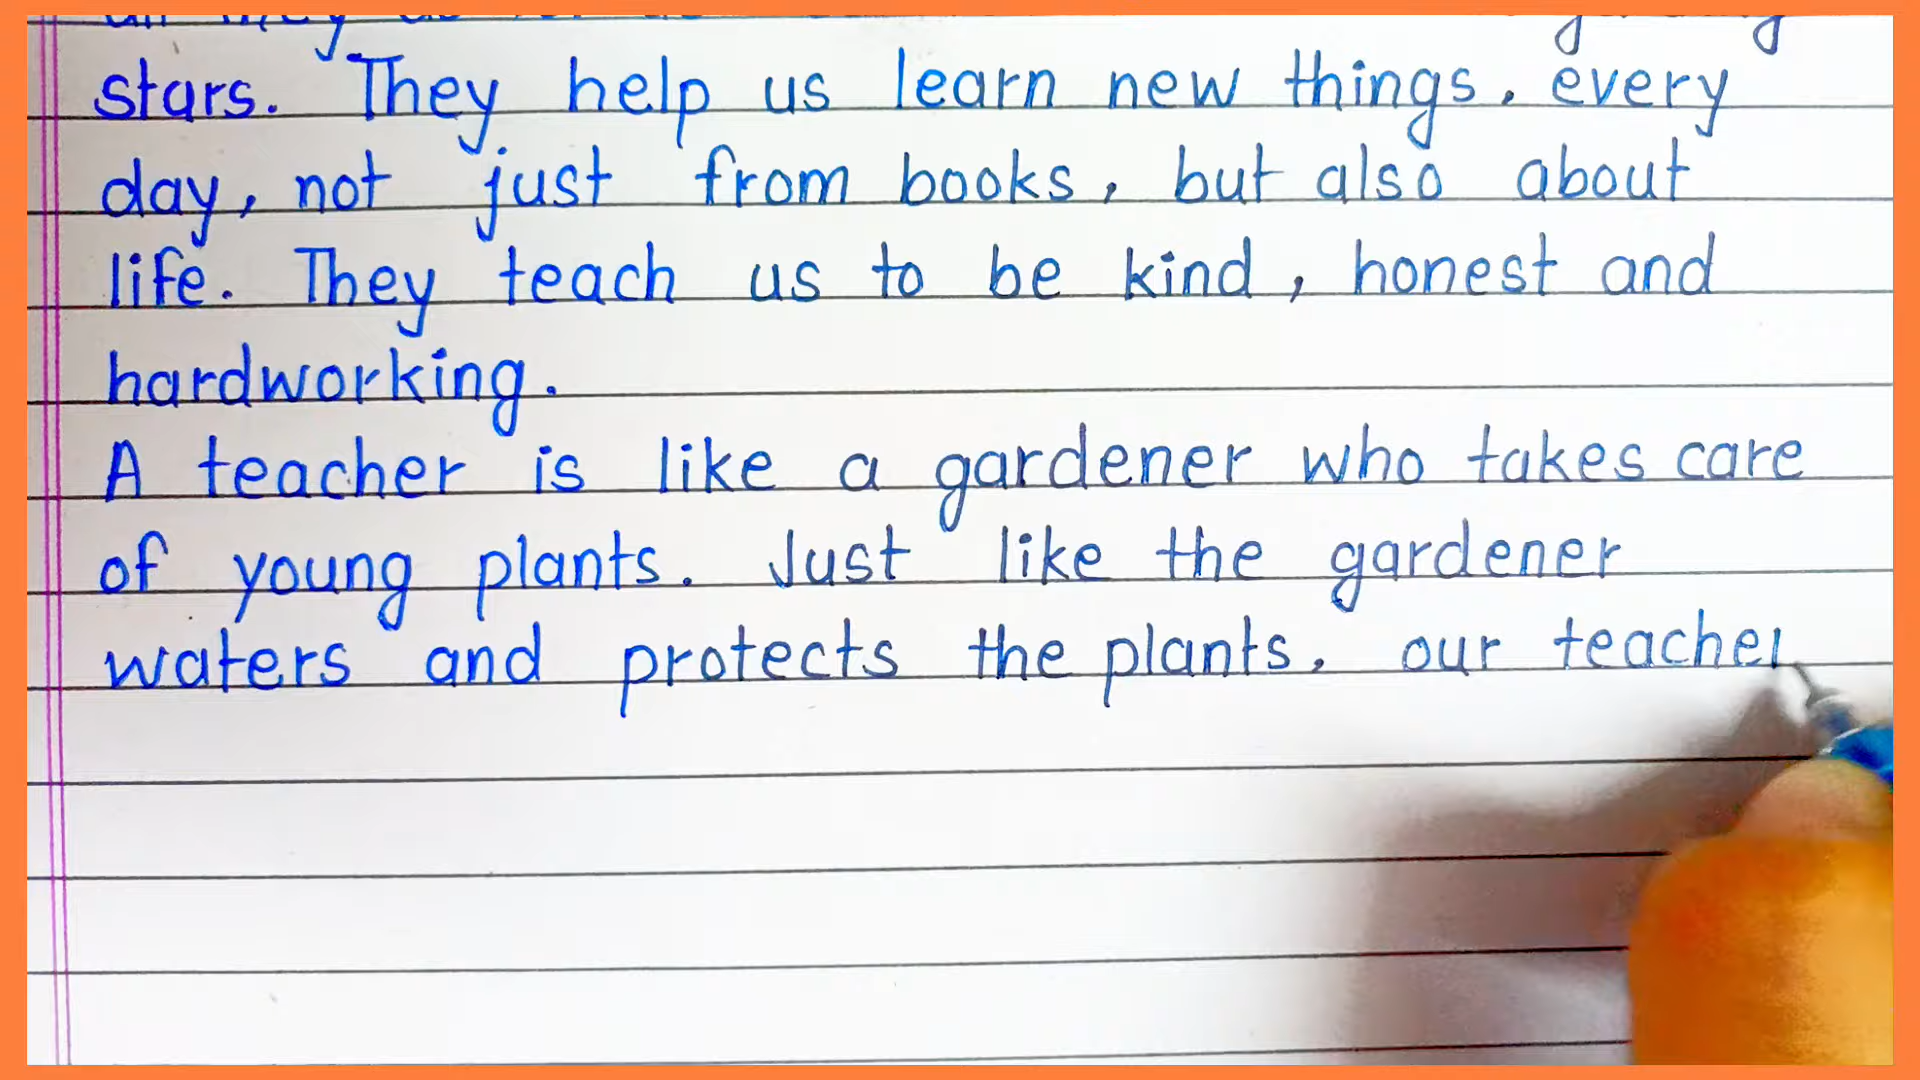 stars. They help us learn new things, every
day, not just from books, but also about
life. They teach us to be kind, honest and
hardworking.
A teacher is like a gardener who takes care
of young plants. Just like the gardener
waters and protects the plants, our teacher